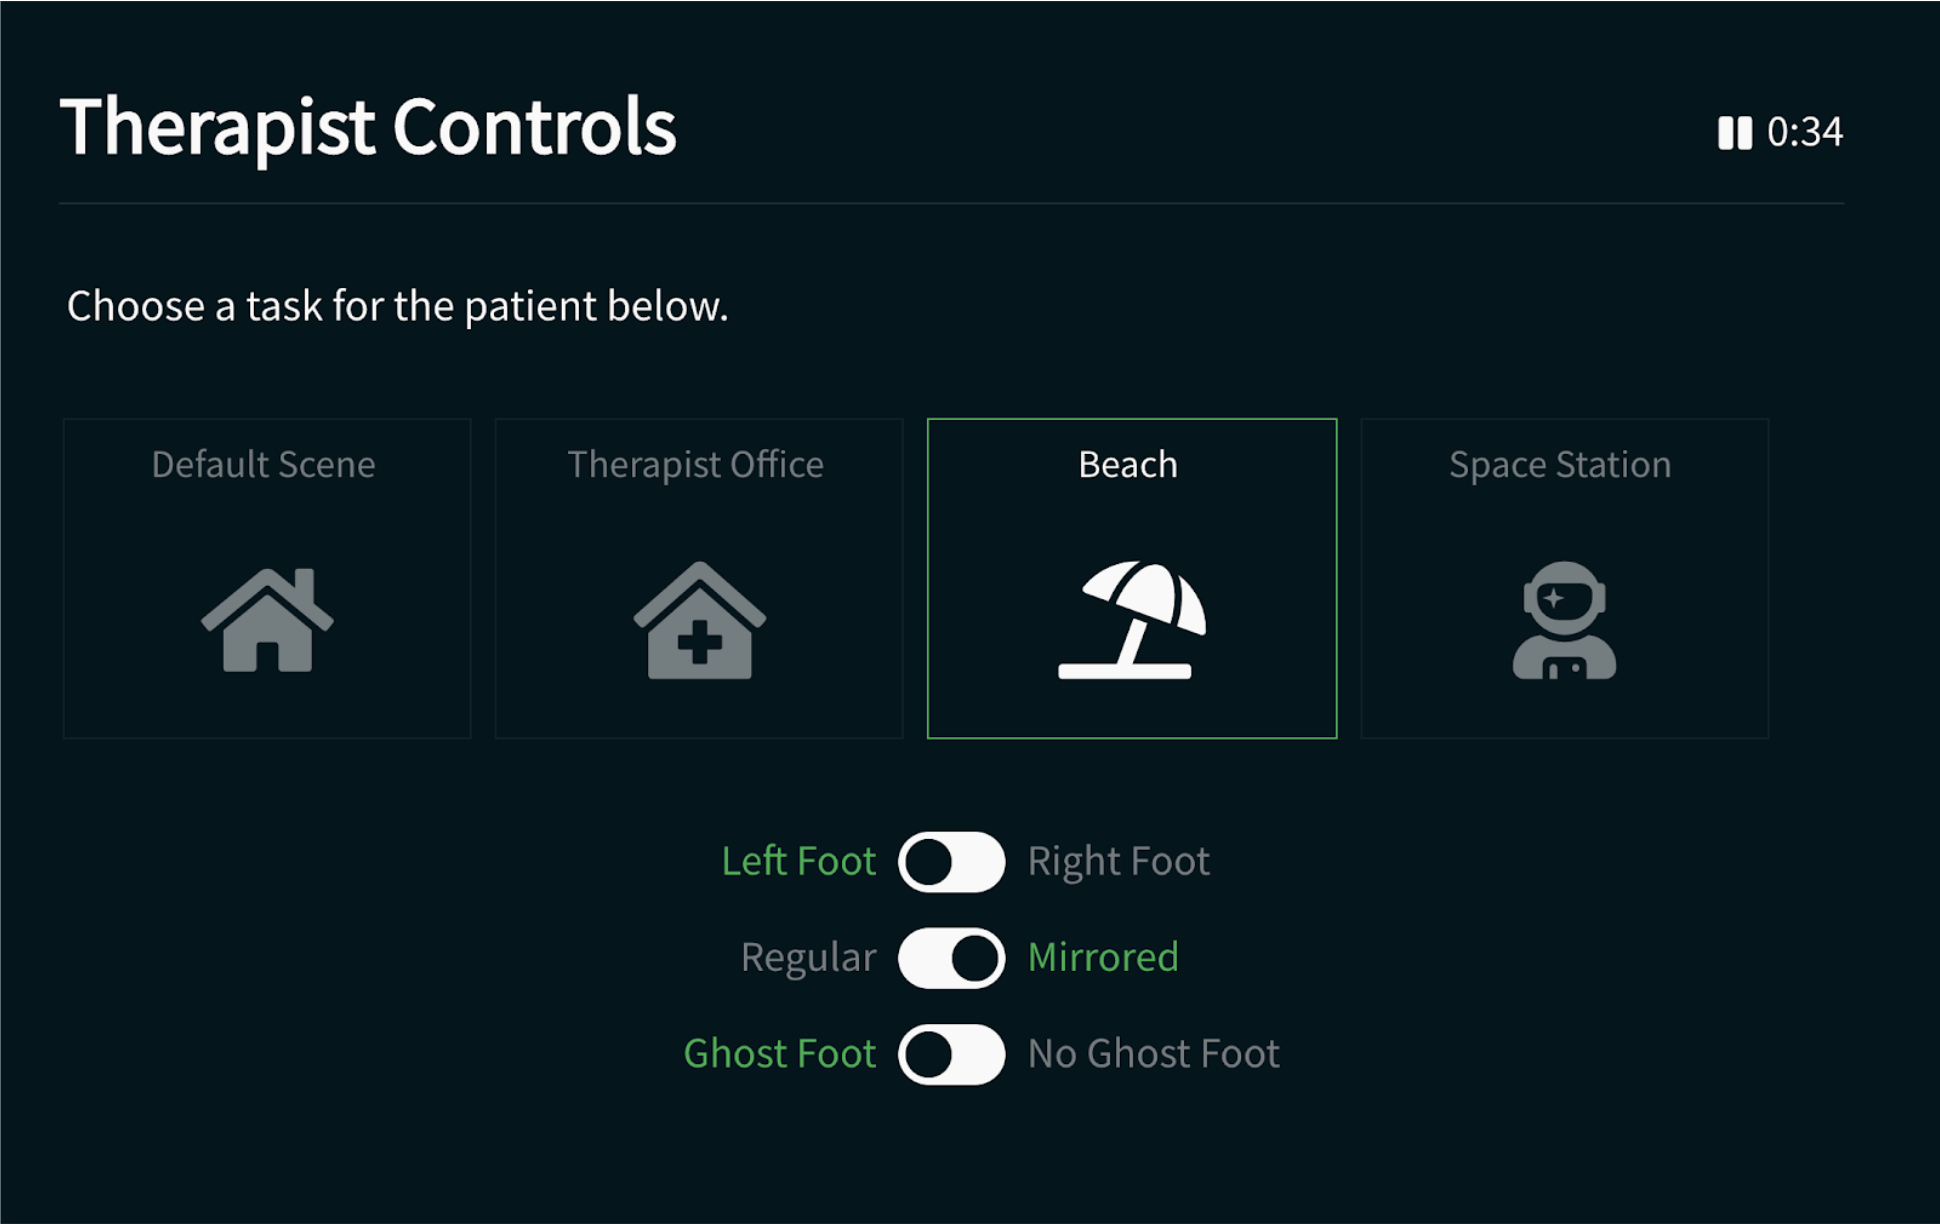 Therapist Controls
0:34
Choose a task for the patient below.
Default Scene
Therapist Office
Beach
Space Station
Left Foot
Right Foot
Regular
Mirrored
Ghost Foot
No Ghost Foot